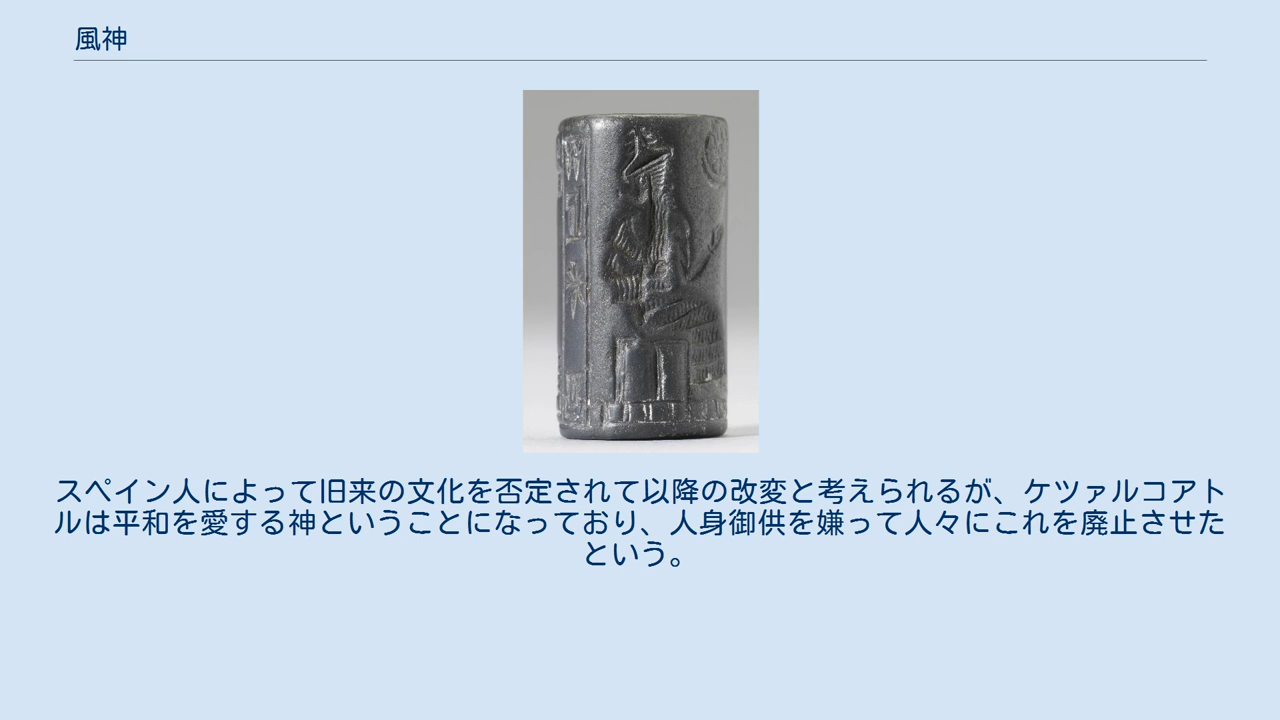 風神
スペイン人によって旧来の文化を否定されて以降の改変と考えられるが、ケツァルコアト
ルは平和を愛する神ということになっており、人身御供を嫌って人々にこれを廃止させた
という。